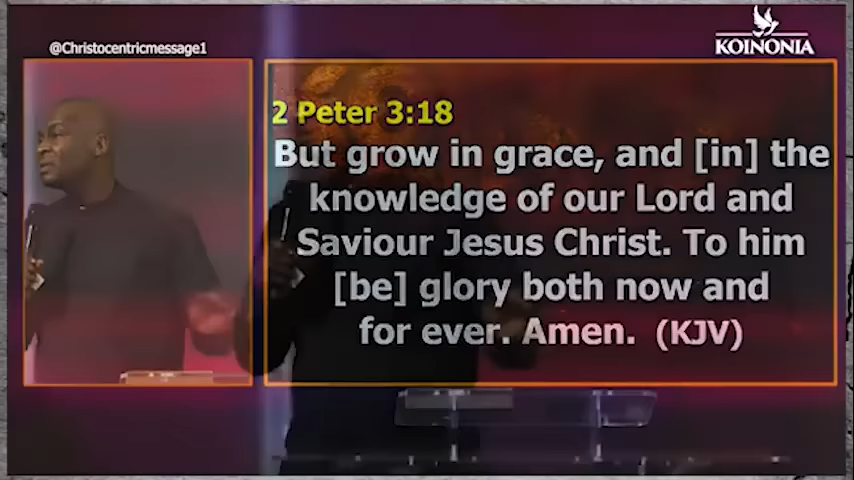 @Christocentricmessage1
KOINONIA
2 Peter 3:18
But grow in grace, and [in] the
knowledge of our Lord and
Saviour Jesus Christ. To him
[be] glory both now and
for ever. Amen. (KJV)